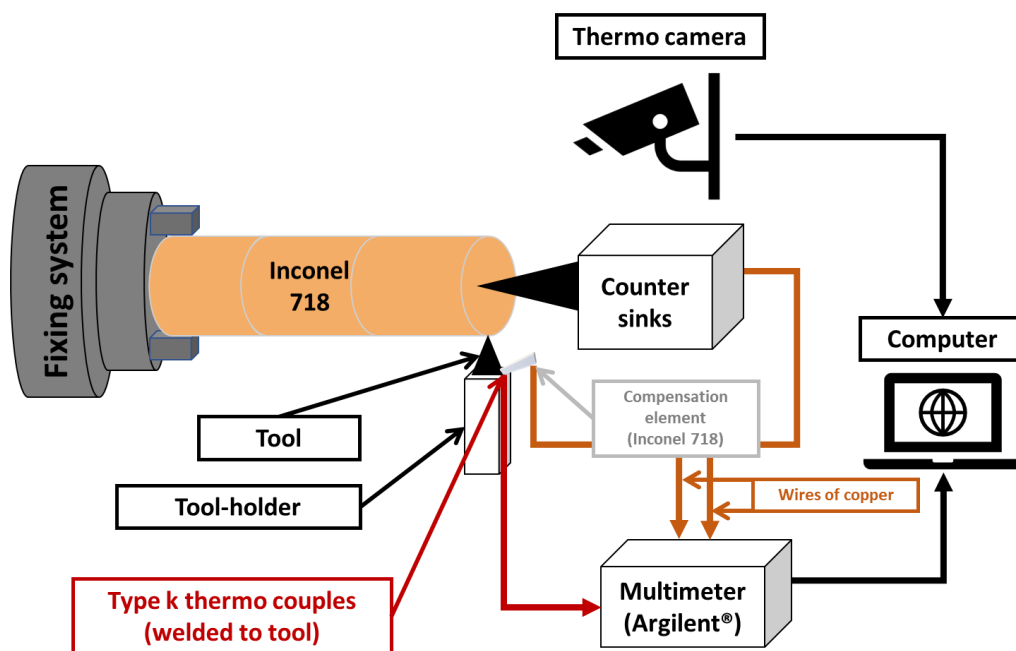 Thermo camera
Fixing system
Inconel
718
Counter
sinks
Computer
Compensation
element
(Inconel 718)
Tool
Wires of copper
Tool-holder
Type k thermo couples
(welded to tool)
Multimeter
(Argilent®)